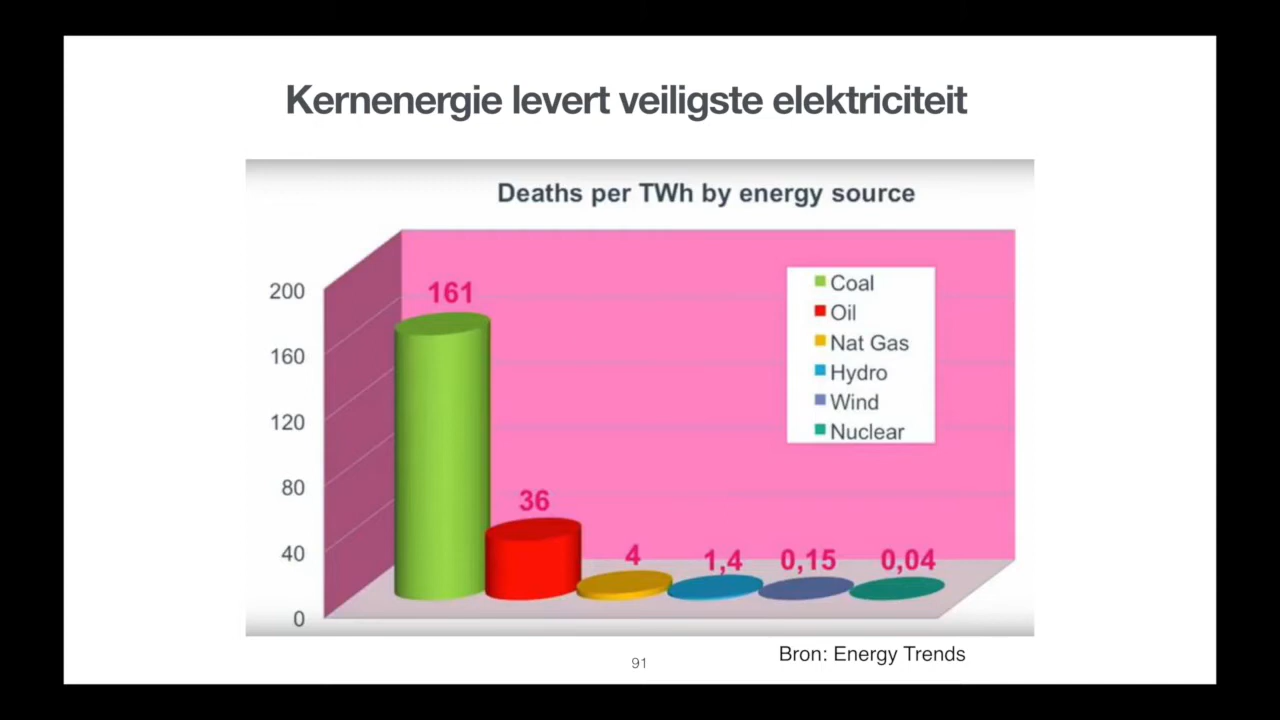 Kernenergie levert veiligste elektriciteit
Deaths per TWh by energy source
200
160
120
80
40
0
161
36
4
1,4
0,15
0,04
Coal
Oil
Nat Gas
Hydro
Wind
Nuclear
Bron: Energy Trends
91